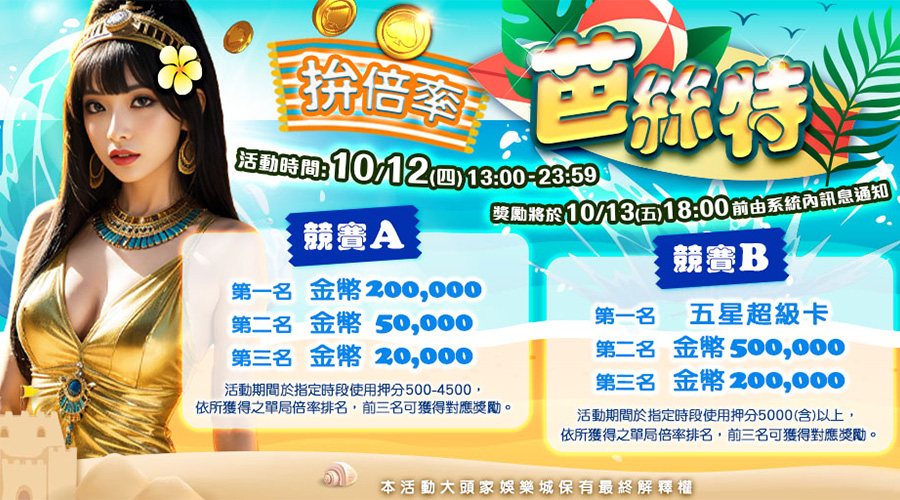 拚倍率
芭絲特
活動時間:10/12(四)13:00-23:59
獎勵將於10/13(五)18:00前由系統內訊息通知
競賽A
第一名 金幣 200,000
第二名 金幣 50,000
第三名 金幣 20,000
活動期間於指定時段使用押分500-4500，
依所獲得之單局倍率排名，前三名可獲得對應獎勵。
競賽B
第一名 五星超級卡
第二名 金幣 500,000
第三名 金幣 200,000
活動期間於指定時段使用押分5000(含)以上，
依所獲得之單局倍率排名，前三名可獲得對應獎勵。
本活動大頭家娛樂城保有最終解釋權